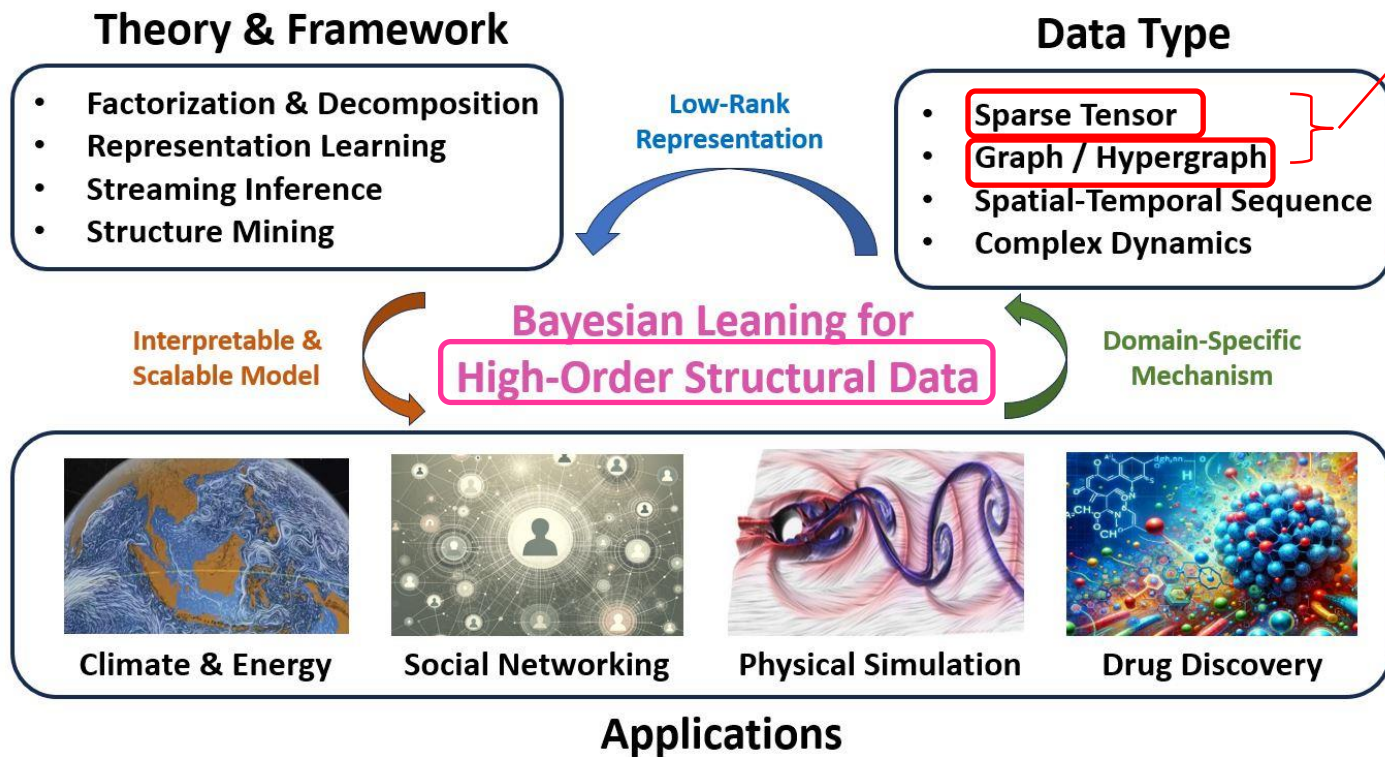 Theory & Framework
• Factorization & Decomposition
• Representation Learning
• Streaming Inference
• Structure Mining
Low-Rank
Representation
Data Type
• Sparse Tensor
• Graph / Hypergraph
• Spatial-Temporal Sequence
• Complex Dynamics
Interpretable &
Scalable Model
Bayesian Leaning for
High-Order Structural Data
Domain-Specific
Mechanism
Climate & Energy
Social Networking
Physical Simulation
Drug Discovery
Applications